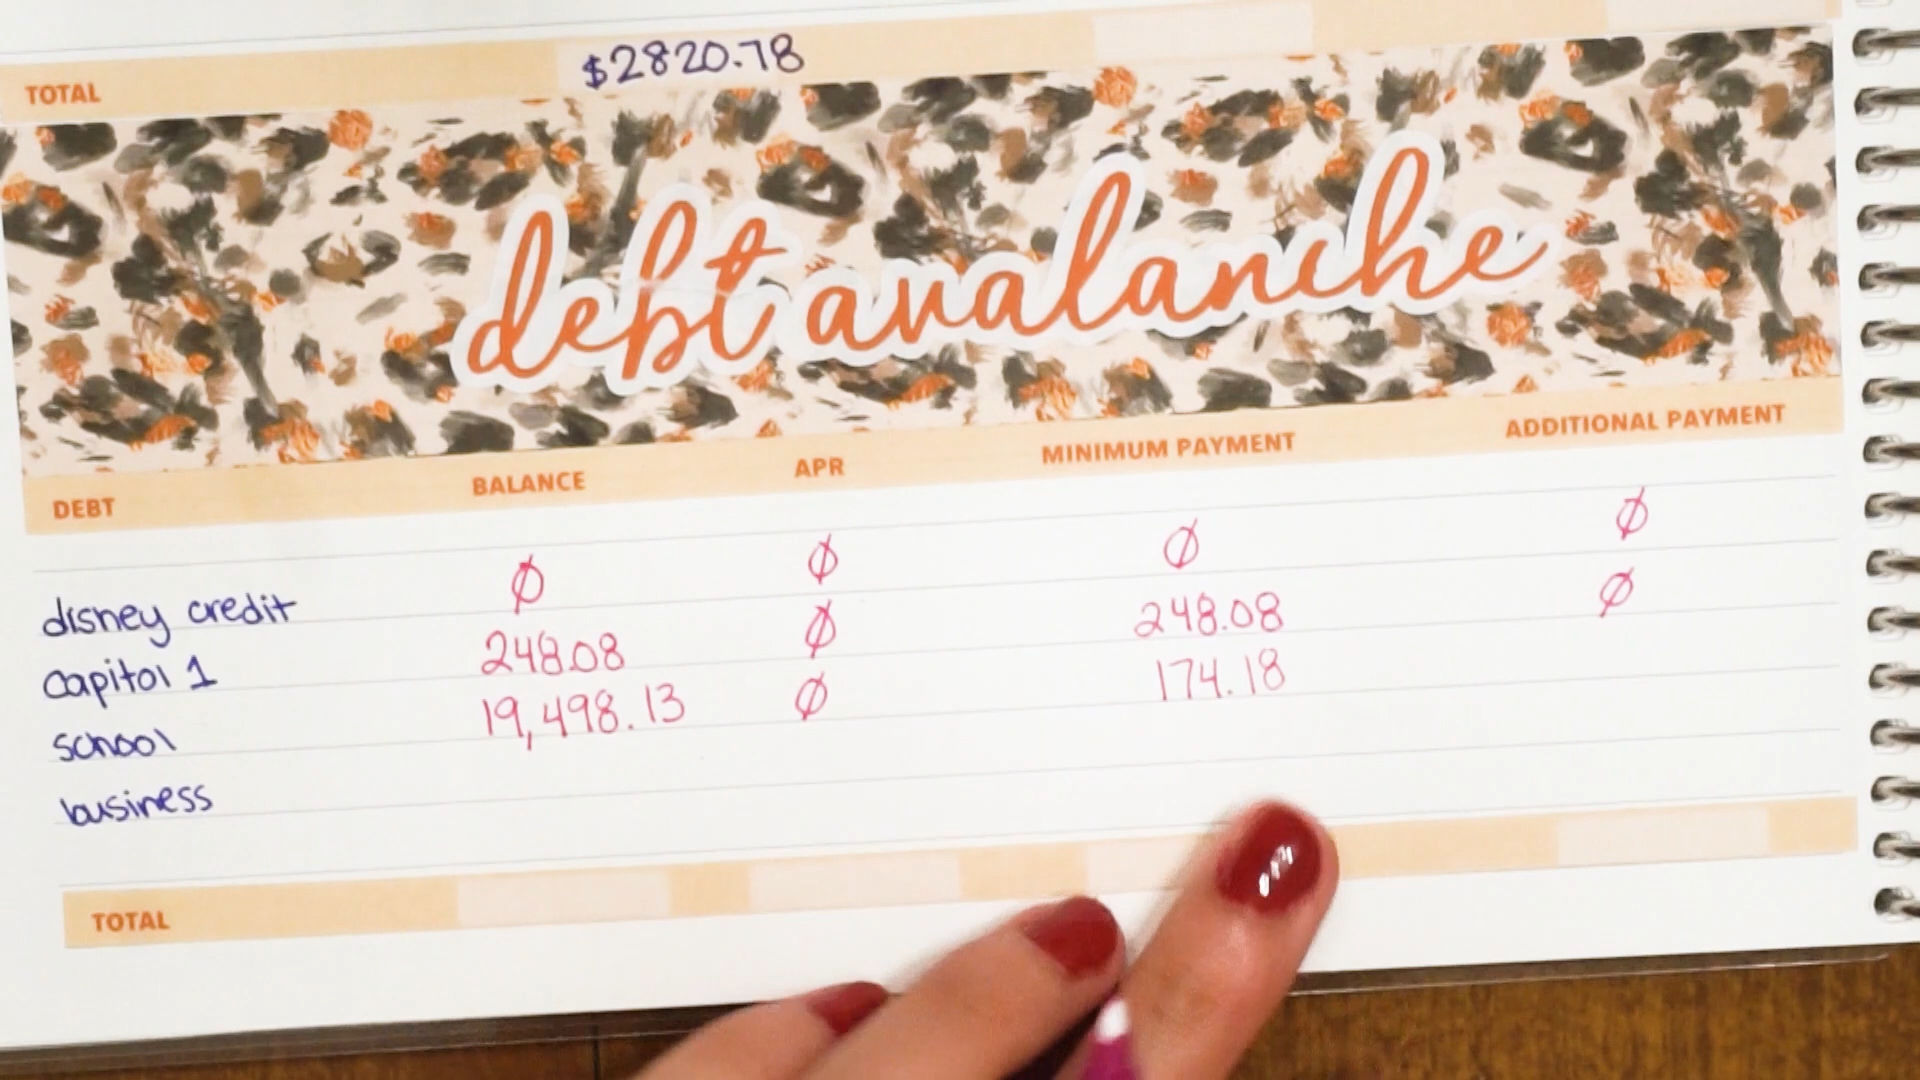 TOTAL $2820.78
debt avalanche
DEBT BALANCE APR MINIMUM PAYMENT ADDITIONAL PAYMENT
disney credit Ø Ø Ø Ø
Capitol 1 248.08 Ø 248.08 Ø
school 19,498.13 Ø 174.18
business
TOTAL